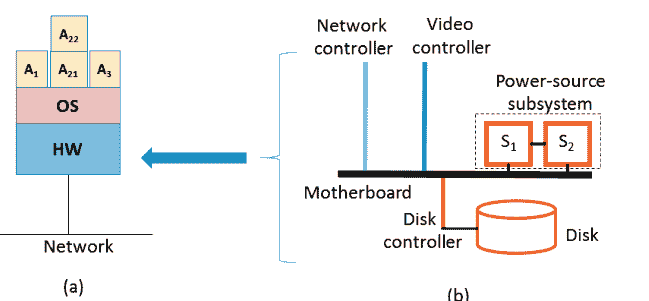 A22
A1 A21 A3
OS
HW
Network
(a)
Network
controller
Video
controller
Power-source
subsystem
S1 S2
Motherboard
Disk
controller
Disk
(b)